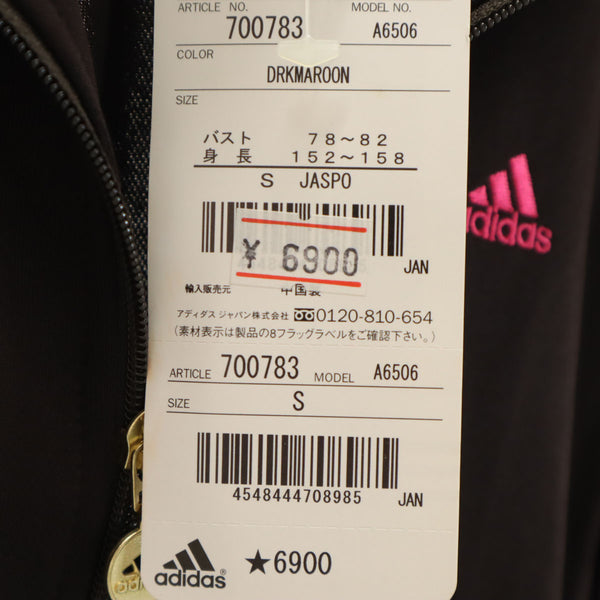 ARTICLE NO. 700783 MODEL NO. A6506
COLOR
DRKMAROON
SIZE
バスト 78～82
身長 152～158
S JASPO
¥ 6900
JAN
輸入販売元 中国製
アディダス ジャパン株式会社 0120-810-654
(素材表示は製品の8フラッグラベルをご確認下さい。)
ARTICLE 700783 MODEL A6506
SIZE S
4548444708985 JAN
adidas ★6900
adidas